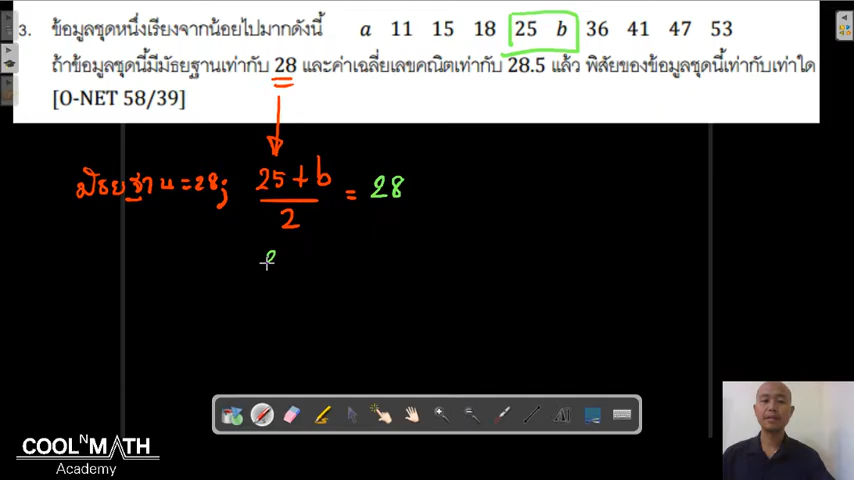 3. ข้อมูลชุดหนึ่งเรียงจากน้อยไปมากดังนี้ a 11 15 18 25 b 36 41 47 53
ถ้าข้อมูลชุดนี้มีมัธยฐานเท่ากับ 28 และค่าเฉลี่ยเลขคณิตเท่ากับ 28.5 แล้ว พิสัยของข้อมูลชุดนี้เท่ากับเท่าใด
[O-NET 58/39]
มัธยฐาน = 28; 25 + b = 28
2
COOL N MATH
Academy